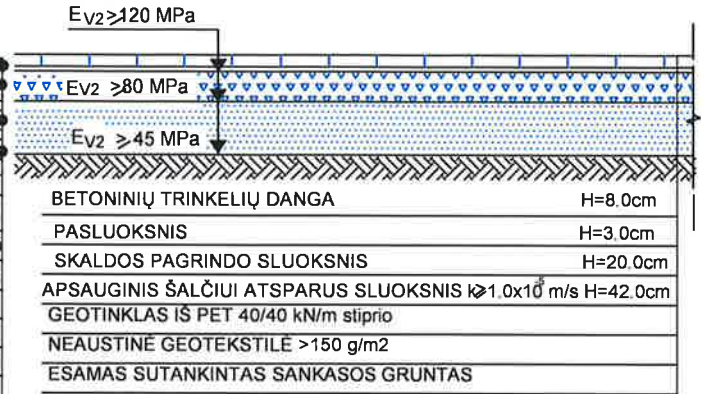 EV2 ≥120 MPa
EV2 ≥80 MPa
EV2 ≥45 MPa
BETONINIŲ TRINKELIŲ DANGA H=8.0cm
PASLUOKSNIS H=3.0cm
SKALDOS PAGRINDO SLUOKSNIS H=20.0cm
APSAUGINIS ŠALČIUI ATSPARUS SLUOKSNIS k≥1.0x10⁻⁵ m/s H=42.0cm
GEOTINKLAS IŠ PET 40/40 kN/m stiprio
NEAUSTINĖ GEOTEKSTILĖ >150 g/m2
ESAMAS SUTANKINTAS SANKASOS GRUNTAS